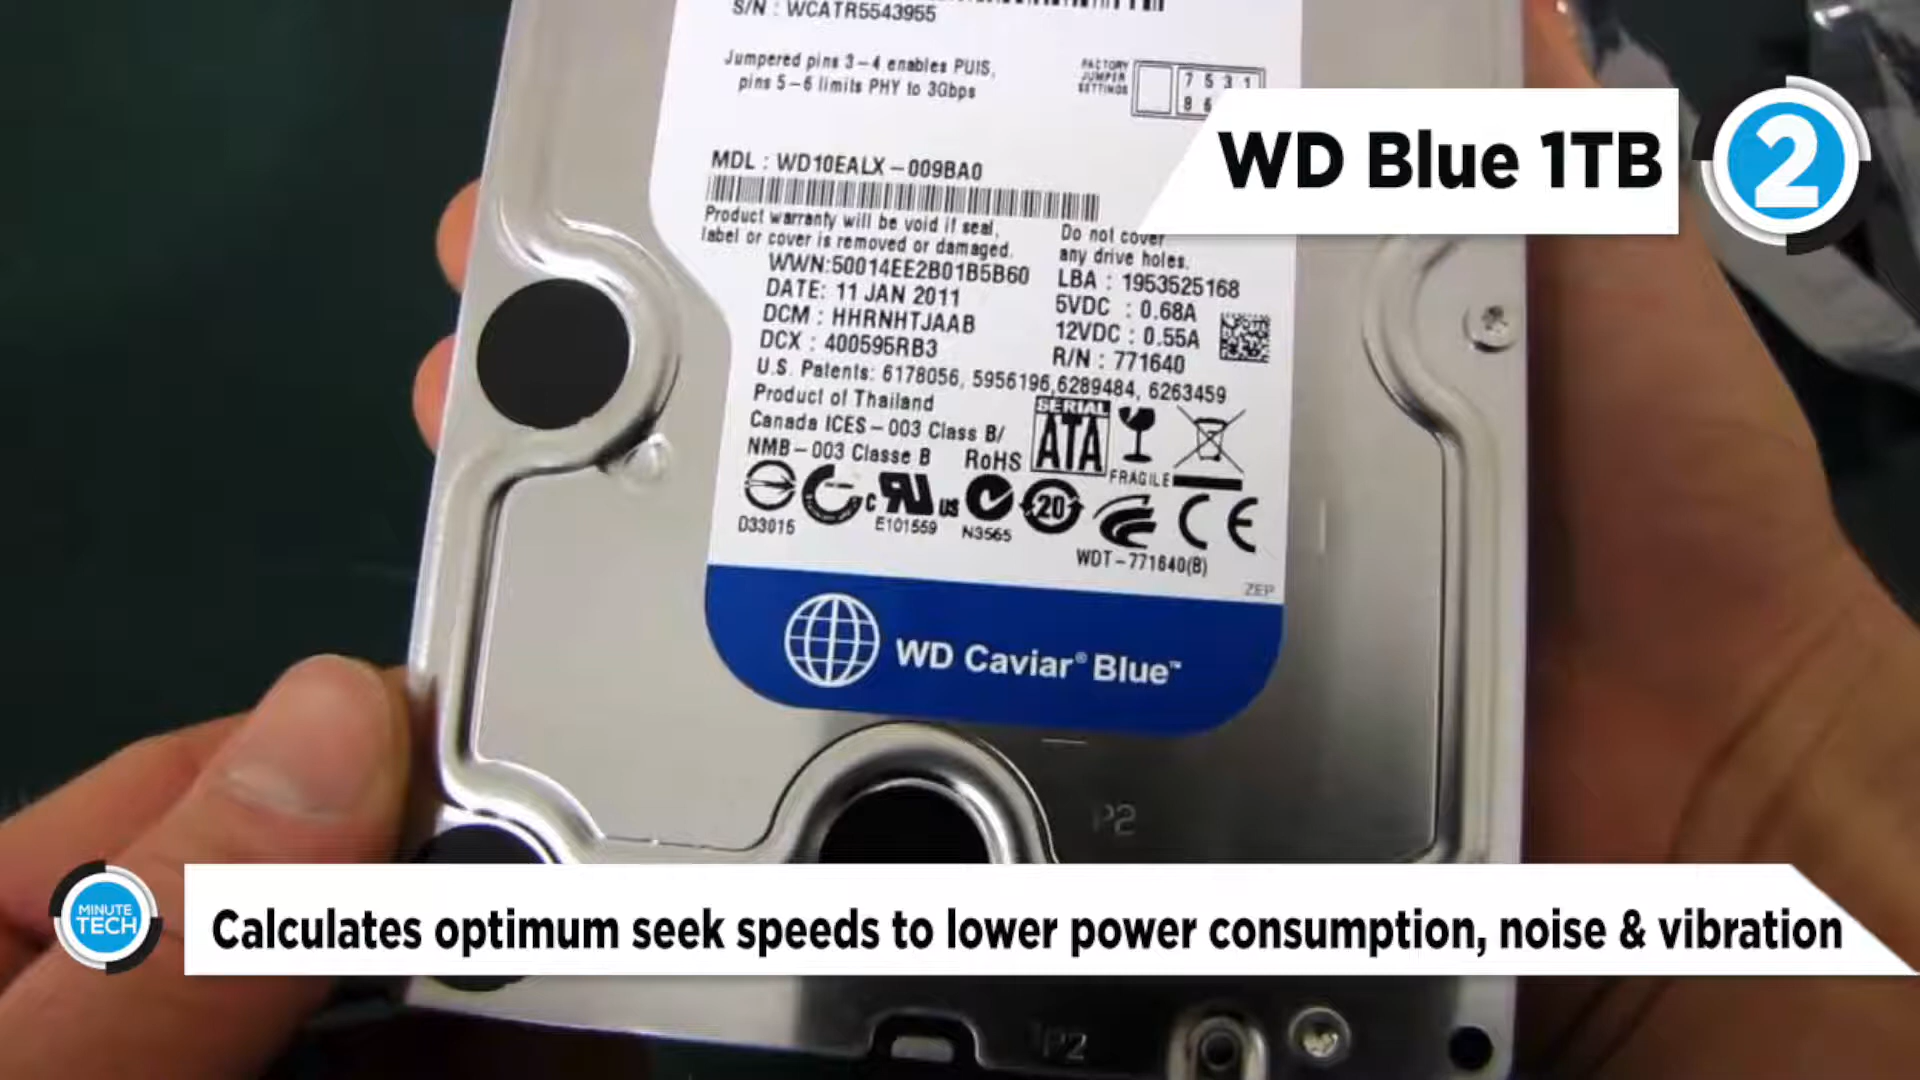 S/N : WCATR5543955
Jumpered pins 3-4 enables PUIS,
pins 5-6 limits PHY to 3Gbps
FACTORY
JUMPER
SETTINGS
7 5 3 1
8 6
WD Blue 1TB
2
MDL : WD10EALX - 009BA0
Product warranty will be void if seal,
label or cover is removed or damaged.
Do not cover
any drive holes.
WWN:50014EE2B01B5B60
DATE: 11 JAN 2011
DCM : HHRNHTJAAB
DCX : 400595RB3
LBA : 1953525168
5VDC : 0.68A
12VDC : 0.55A
R/N : 771640
U.S. Patents: 6178056, 5956196,6289484, 6263459
Product of Thailand
Canada ICES-003 Class B/
NMB-003 Classe B
RoHS
SERIAL
ATA
FRAGILE
D33015
c RU us
E101559
N3565
20
CE
WDT-771640(B)
ZEP
WD Caviar® Blue™
P2
MINUTE
TECH
Calculates optimum seek speeds to lower power consumption, noise & vibration
P2